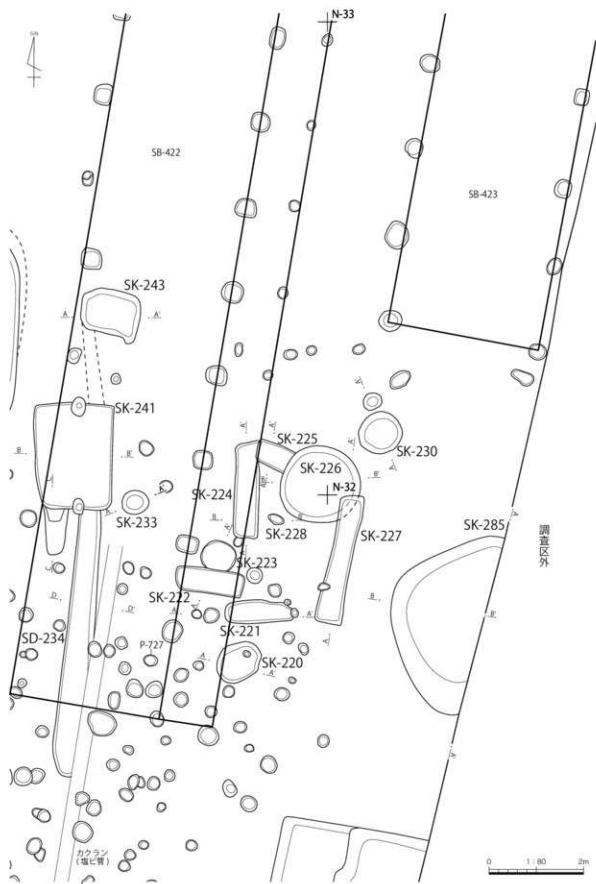 N-33
GN
SB-422
SB-423
SK-243
A
A'
SK-241
SK-225
SK-230
SK-226
N-32
SK-224
B
B'
SK-233
SK-228
SK-227
SK-285
調査区外
SK-223
SK-222
SK-221
SD-234
P-727
SK-220
C
D
D'
A
A'
B
B'
カクラン
(塩ビ管)
0
1:80
2m